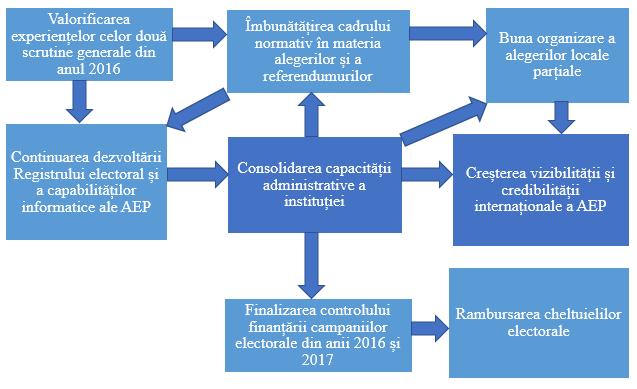 Valorificarea
experiențelor celor două
scrutine generale din
anul 2016
Îmbunătățirea cadrului
normativ în materia
alegerilor și a
referendumurilor
Buna organizare a
alegerilor locale
parțiale
Continuarea dezvoltării
Registrului electoral și
a capabilităților
informatice ale AEP
Consolidarea capacității
administrative a
instituției
Creșterea vizibilității și
credibilității
internaționale a AEP
Finalizarea controlului
finanțării campaniilor
electorale din anii 2016 și
2017
Rambursarea cheltuielilor
electorale